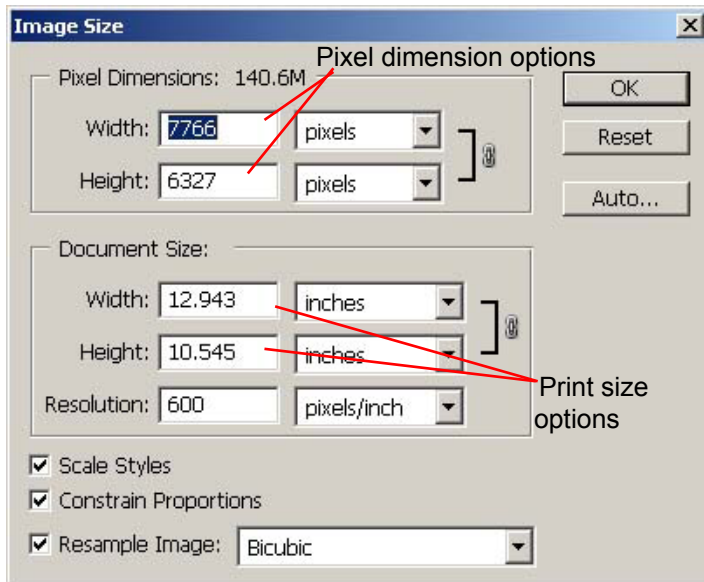 Image Size
Pixel dimension options
Pixel Dimensions: 140.6M
OK
Width: 7766 pixels
Reset
Height: 6327 pixels
Auto...
Document Size:
Width: 12.943 inches
Height: 10.545 inches
Print size
options
Resolution: 600 pixels/inch
Scale Styles
Constrain Proportions
Resample Image: Bicubic